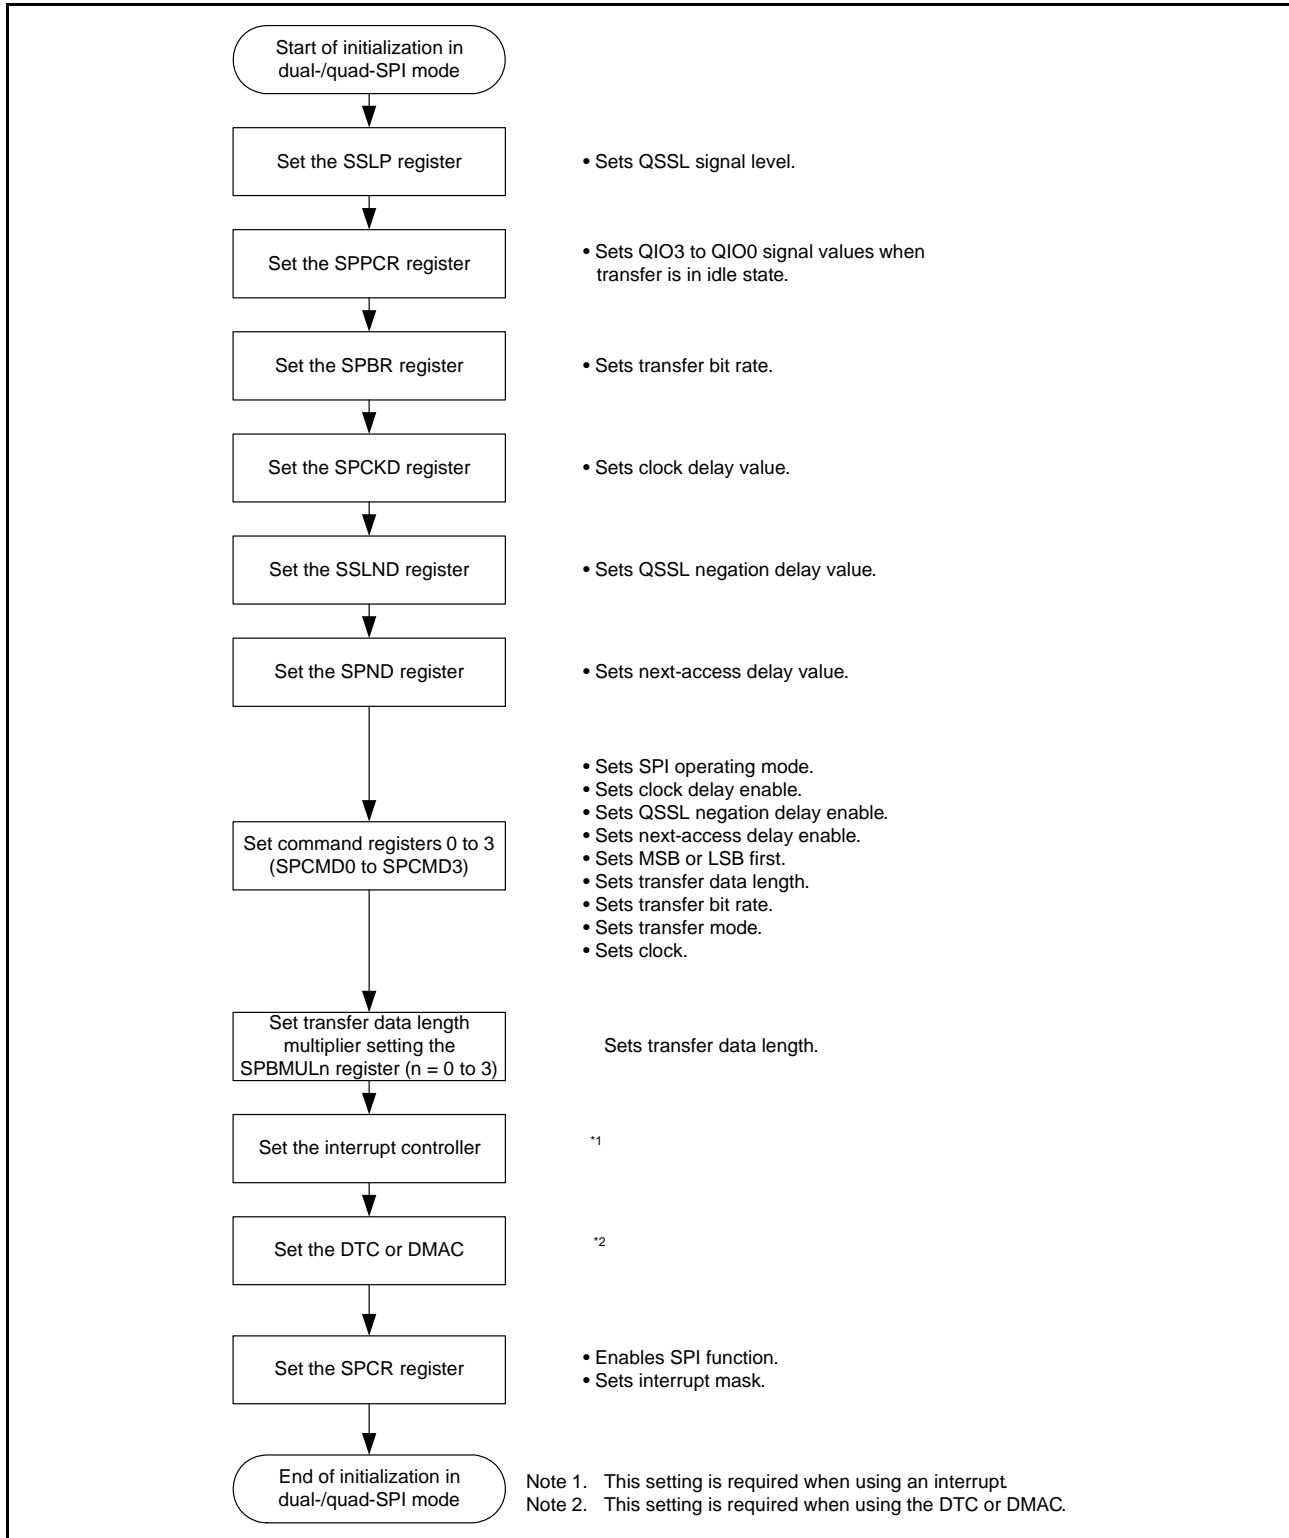 Start of initialization in
dual-/quad-SPI mode
Set the SSLP register
• Sets QSSL signal level.
Set the SPPCR register
• Sets QIO3 to QIO0 signal values when
transfer is in idle state.
Set the SPBR register
• Sets transfer bit rate.
Set the SPCKD register
• Sets clock delay value.
Set the SSLND register
• Sets QSSL negation delay value.
Set the SPND register
• Sets next-access delay value.
Set command registers 0 to 3
(SPCMD0 to SPCMD3)
• Sets SPI operating mode.
• Sets clock delay enable.
• Sets QSSL negation delay enable.
• Sets next-access delay enable.
• Sets MSB or LSB first.
• Sets transfer data length.
• Sets transfer bit rate.
• Sets transfer mode.
• Sets clock.
Set transfer data length
multiplier setting the
SPBMULn register (n = 0 to 3)
Sets transfer data length.
Set the interrupt controller
*1
Set the DTC or DMAC
*2
Set the SPCR register
• Enables SPI function.
• Sets interrupt mask.
End of initialization in
dual-/quad-SPI mode
Note 1. This setting is required when using an interrupt.
Note 2. This setting is required when using the DTC or DMAC.